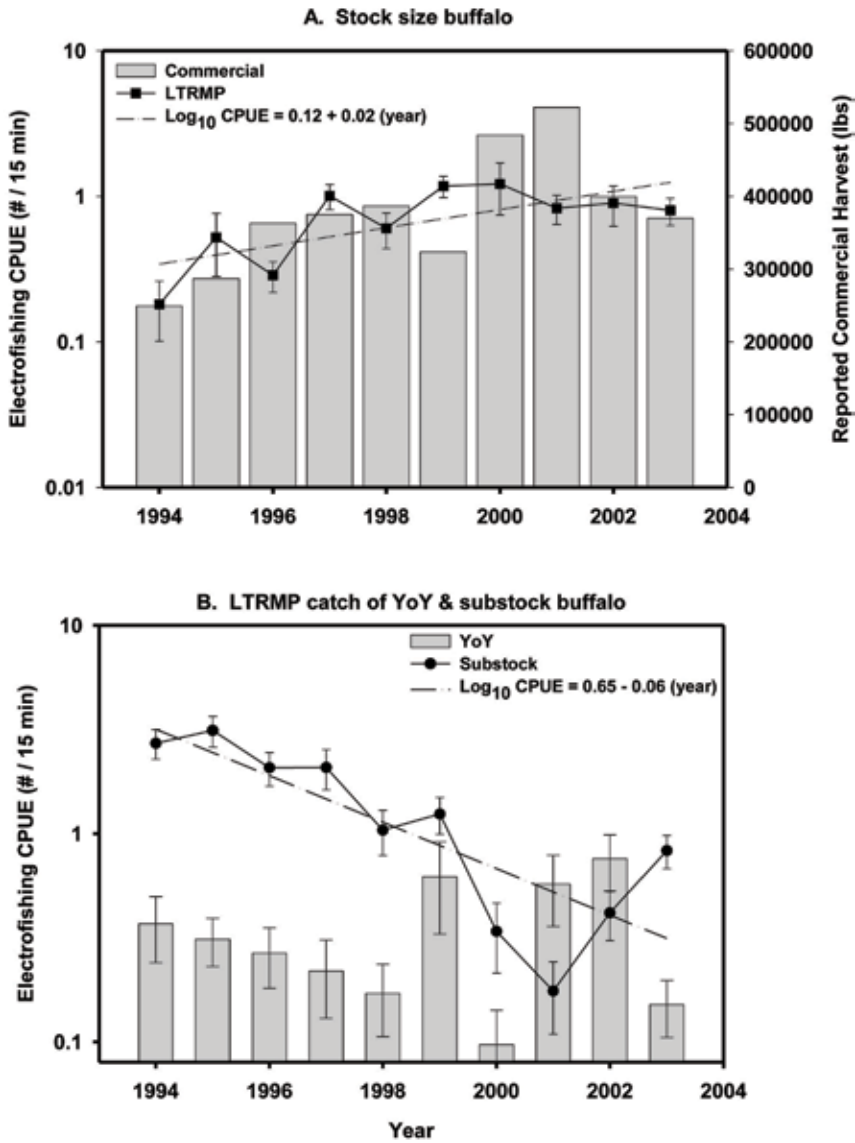 A. Stock size buffalo
Commercial
LTRMP
Log10 CPUE = 0.12 + 0.02 (year)
Electrofishing CPUE (# / 15 min)
10
1
0.1
0.01
Reported Commercial Harvest (lbs)
600000
500000
400000
300000
200000
100000
0
1994
1996
1998
2000
2002
2004
B. LTRMP catch of YoY & substock buffalo
YoY
Substock
Log10 CPUE = 0.65 - 0.06 (year)
Electrofishing CPUE (# / 15 min)
10
1
0.1
1994
1996
1998
2000
2002
2004
Year